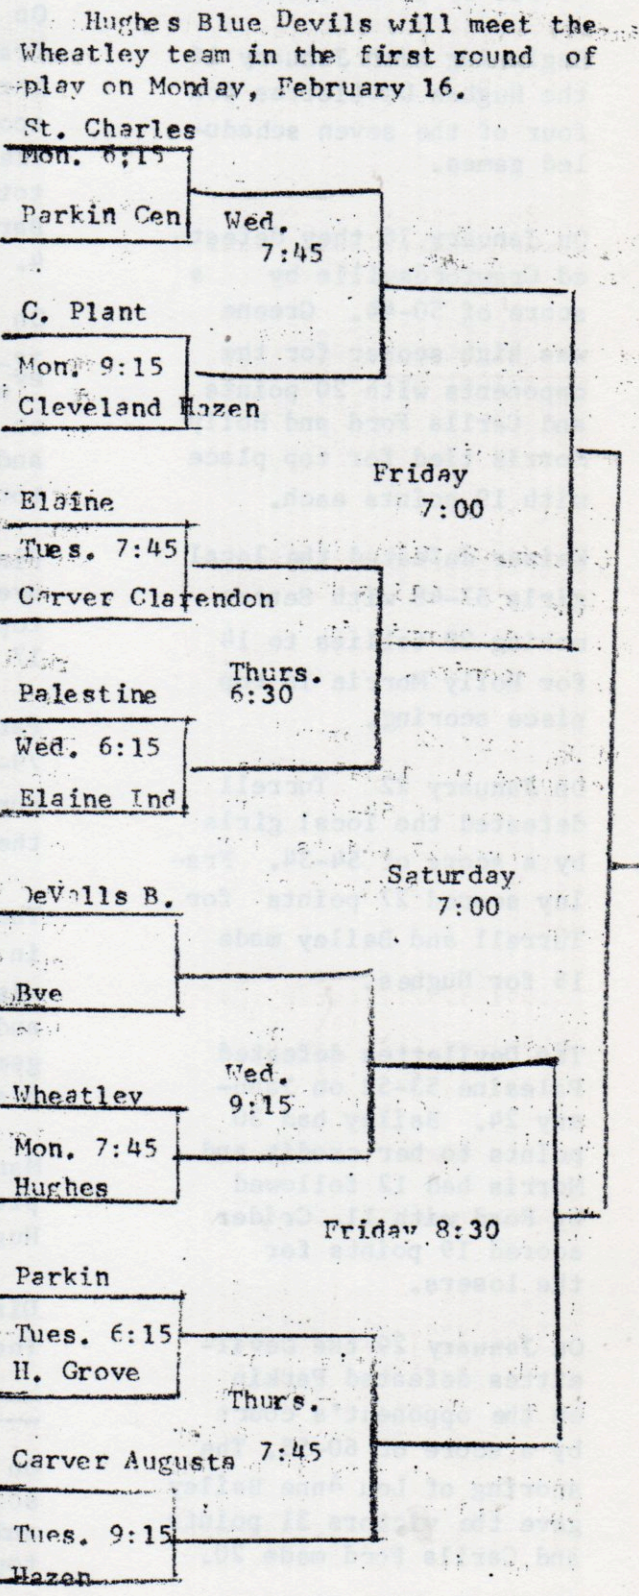 Hughes Blue Devils will meet the
Wheatley team in the first round of
play on Monday, February 16.
St. Charles
Mon. 6:15
Parkin Cen.
Wed.
7:45
C. Plant
Mon. 9:15
Cleveland Hazen
Friday
7:00
Elaine
Tues. 7:45
Carver Clarendon
Thurs.
6:30
Palestine
Wed. 6:15
Elaine Ind.
Saturday
7:00
DeValls B.
Bye
Wed.
9:15
Wheatley
Mon. 7:45
Hughes
Friday 8:30
Parkin
Tues. 6:15
H. Grove
Thurs.
7:45
Carver Augusta
Tues. 9:15
Hazen